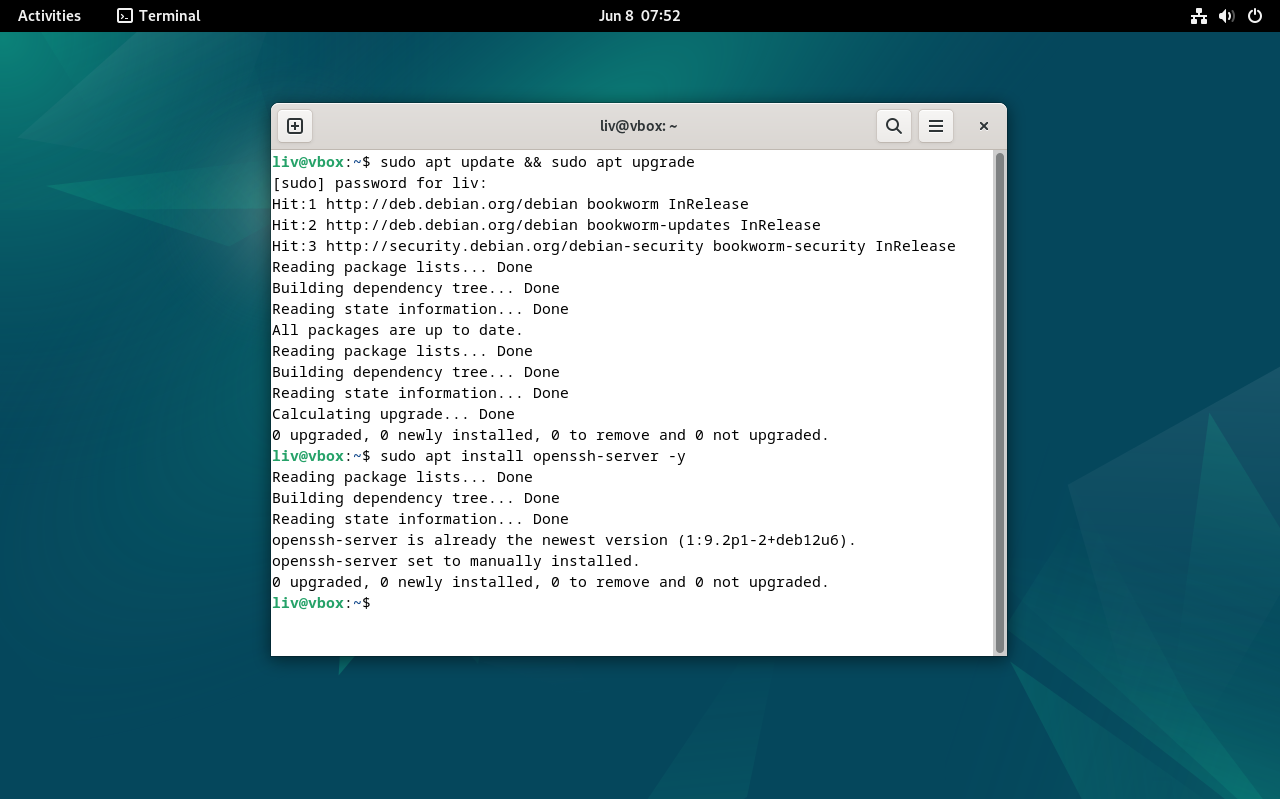 Activities Terminal Jun 8 07:52
liv@vbox: ~
liv@vbox:~$ sudo apt update && sudo apt upgrade
[sudo] password for liv:
Hit:1 http://deb.debian.org/debian bookworm InRelease
Hit:2 http://deb.debian.org/debian bookworm-updates InRelease
Hit:3 http://security.debian.org/debian-security bookworm-security InRelease
Reading package lists... Done
Building dependency tree... Done
Reading state information... Done
All packages are up to date.
Reading package lists... Done
Building dependency tree... Done
Reading state information... Done
Calculating upgrade... Done
0 upgraded, 0 newly installed, 0 to remove and 0 not upgraded.
liv@vbox:~$ sudo apt install openssh-server -y
Reading package lists... Done
Building dependency tree... Done
Reading state information... Done
openssh-server is already the newest version (1:9.2p1-2+deb12u6).
openssh-server set to manually installed.
0 upgraded, 0 newly installed, 0 to remove and 0 not upgraded.
liv@vbox:~$